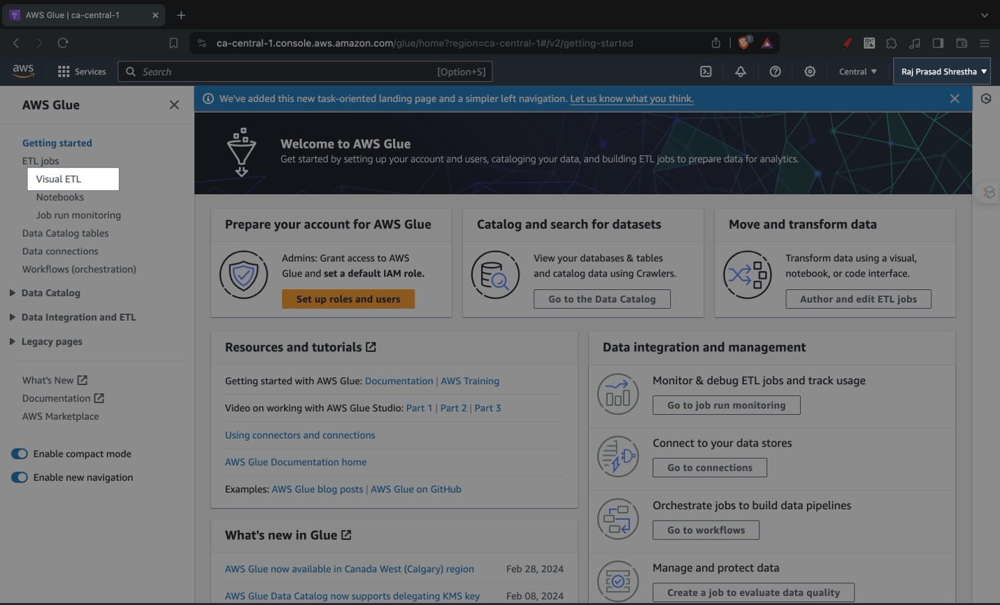 AWS Glue | ca-central-1
ca-central-1.console.aws.amazon.com/glue/home?region=ca-central-1#/v2/getting-started
1
aws
Services
Search
[Option+S]
Central
Raj Prasad Shrestha
AWS Glue
Getting started
ETL jobs
Visual ETL
Notebooks
Job run monitoring
Data Catalog tables
Data connections
Workflows (orchestration)
Data Catalog
Data Integration and ETL
Legacy pages
What's New
Documentation
AWS Marketplace
Enable compact mode
Enable new navigation
We've added this new task-oriented landing page and a simpler left navigation. Let us know what you think.
Welcome to AWS Glue
Get started by setting up your account and users, cataloging your data, and building ETL jobs to prepare data for analytics.
Prepare your account for AWS Glue
Admins: Grant access to AWS
Glue and set a default IAM role.
Set up roles and users
Catalog and search for datasets
View your databases & tables
and catalog data using Crawlers.
Go to the Data Catalog
Move and transform data
Transform data using a visual,
notebook, or code interface.
Author and edit ETL jobs
Resources and tutorials
Getting started with AWS Glue: Documentation | AWS Training
Video on working with AWS Glue Studio: Part 1 | Part 2 | Part 3
Using connectors and connections
AWS Glue Documentation home
Examples: AWS Glue blog posts | AWS Glue on GitHub
What's new in Glue
AWS Glue now available in Canada West (Calgary) region Feb 28, 2024
AWS Glue Data Catalog now supports delegating KMS key Feb 08, 2024
Data integration and management
Monitor & debug ETL jobs and track usage
Go to job run monitoring
Connect to your data stores
Go to connections
Orchestrate jobs to build data pipelines
Go to workflows
Manage and protect data
Create a job to evaluate data quality